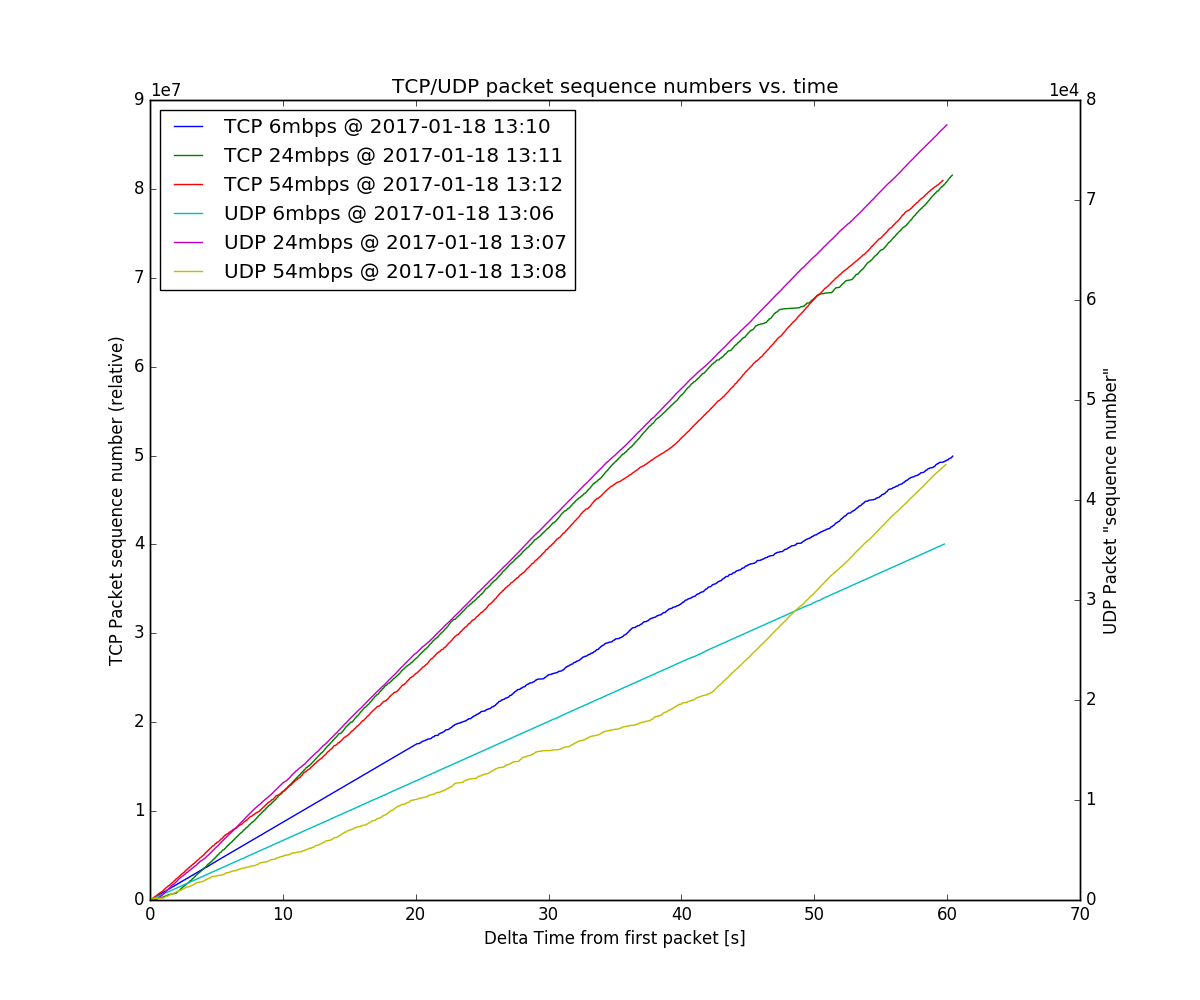 TCP/UDP packet sequence numbers vs. time
1e7
1e4
TCP 6mbps @ 2017-01-18 13:10
TCP 24mbps @ 2017-01-18 13:11
TCP 54mbps @ 2017-01-18 13:12
UDP 6mbps @ 2017-01-18 13:06
UDP 24mbps @ 2017-01-18 13:07
UDP 54mbps @ 2017-01-18 13:08
TCP Packet sequence number (relative)
9
8
7
6
5
4
3
2
1
0
UDP Packet "sequence number"
8
7
6
5
4
3
2
1
0
0
10
20
30
40
50
60
70
Delta Time from first packet [s]